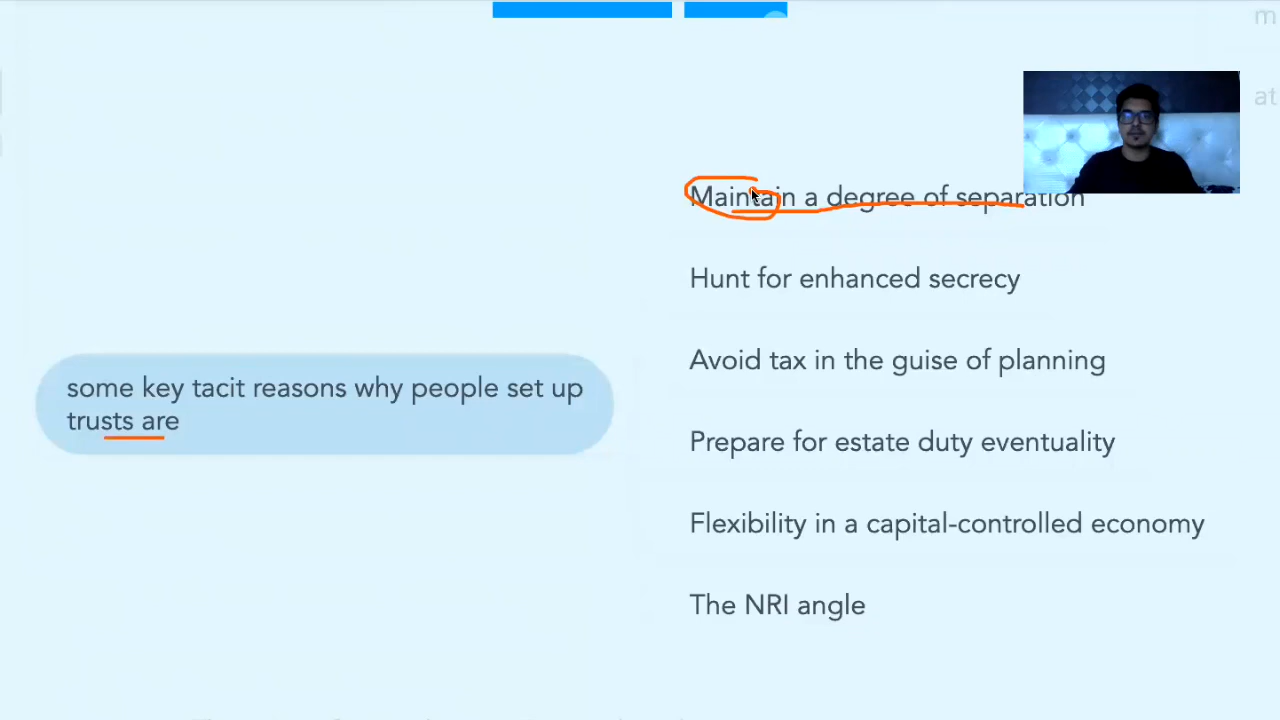 m
at
Maintain a degree of separation
Hunt for enhanced secrecy
Avoid tax in the guise of planning
some key tacit reasons why people set up
trusts are
Prepare for estate duty eventuality
Flexibility in a capital-controlled economy
The NRI angle